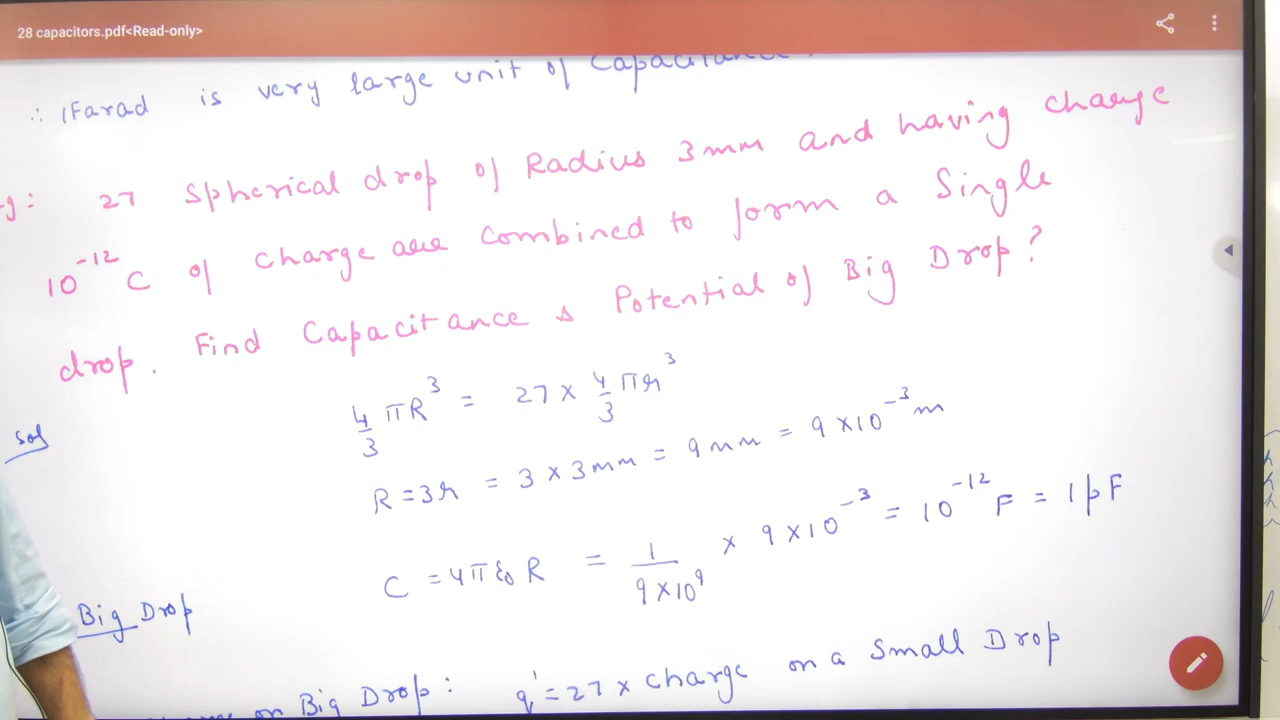 28 capacitors.pdf<Read-only>
∴ 1Farad is very large unit of Capacitance.
g: 27 Spherical drop of Radius 3mm and having charge
10⁻¹² C of charge are combined to form a Single
drop. Find Capacitance & Potential of Big Drop?
Sol
4/3 πR³ = 27 × 4/3 πr³
R = 3r = 3 × 3mm = 9mm = 9 × 10⁻³ m
C = 4πε₀ R = 1/(9×10⁹) × 9×10⁻³ = 10⁻¹² F = 1pF
Big Drop
on Big Drop: q' = 27 × charge on a Small Drop